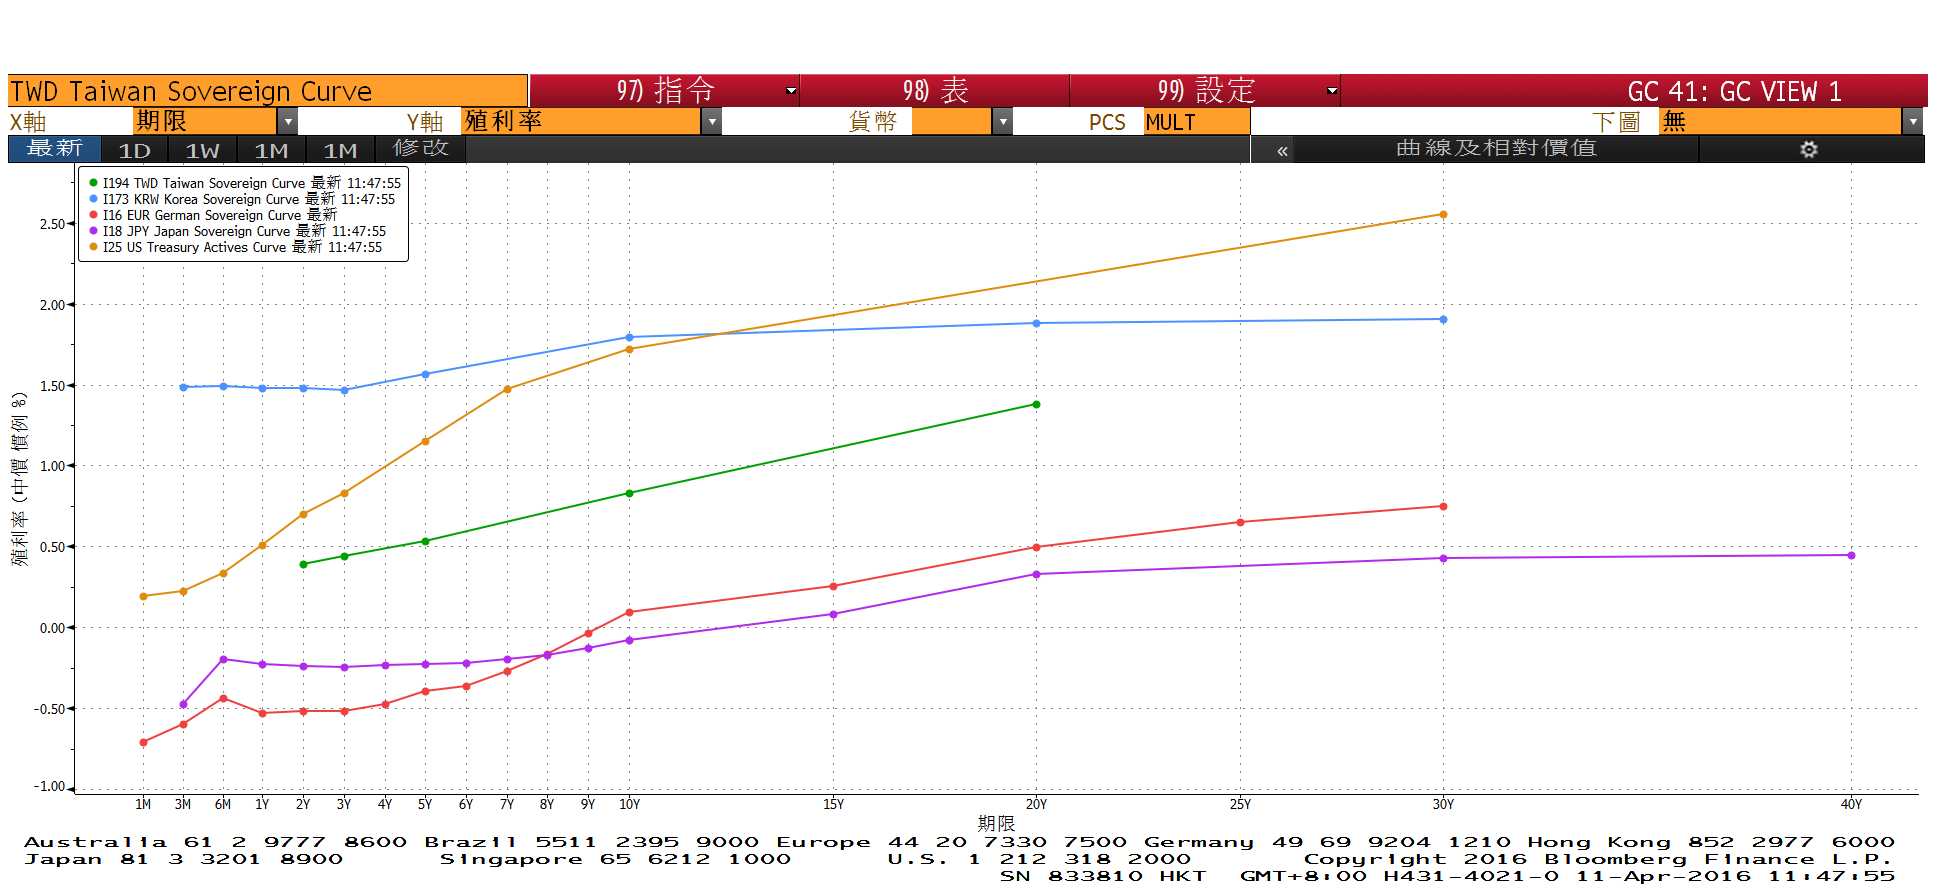 TWD Taiwan Sovereign Curve 97) 指令 98) 表 99) 設定 GC 41: GC VIEW 1
X軸 期限 Y軸 殖利率 貨幣 PCS MULT 下圖 無
最新 1D 1W 1M 1M 修改 « 曲線及相對價值
I194 TWD Taiwan Sovereign Curve 最新 11:47:55
I173 KRW Korea Sovereign Curve 最新 11:47:55
I16 EUR German Sovereign Curve 最新
I18 JPY Japan Sovereign Curve 最新 11:47:55
I25 US Treasury Actives Curve 最新 11:47:55
2.50
2.00
1.50
1.00
0.50
0.00
-0.50
-1.00
殖利率 (中價 慣例 %)
1M 3M 6M 1Y 2Y 3Y 4Y 5Y 6Y 7Y 8Y 9Y 10Y 15Y 20Y 25Y 30Y 40Y
期限
Australia 61 2 9777 8600 Brazil 5511 2395 9000 Europe 44 20 7330 7500 Germany 49 69 9204 1210 Hong Kong 852 2977 6000
Japan 81 3 3201 8900 Singapore 65 6212 1000 U.S. 1 212 318 2000 Copyright 2016 Bloomberg Finance L.P.
SN 833810 HKT GMT+8:00 H431-4021-0 11-Apr-2016 11:47:55